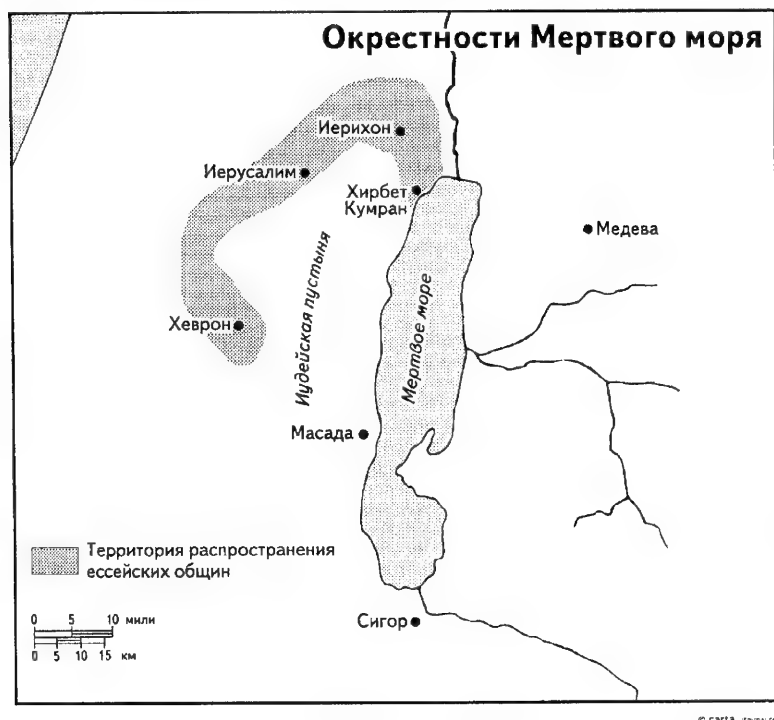 Окрестности Мертвого моря
Иерихон
Иерусалим
Хирбет
Кумран
Медева
Иудейская пустыня
Мертвое море
Хеврон
Масада
Территория распространения
ессейских общин
0 5 10 мили
0 5 10 15 км
Сигор
© carta